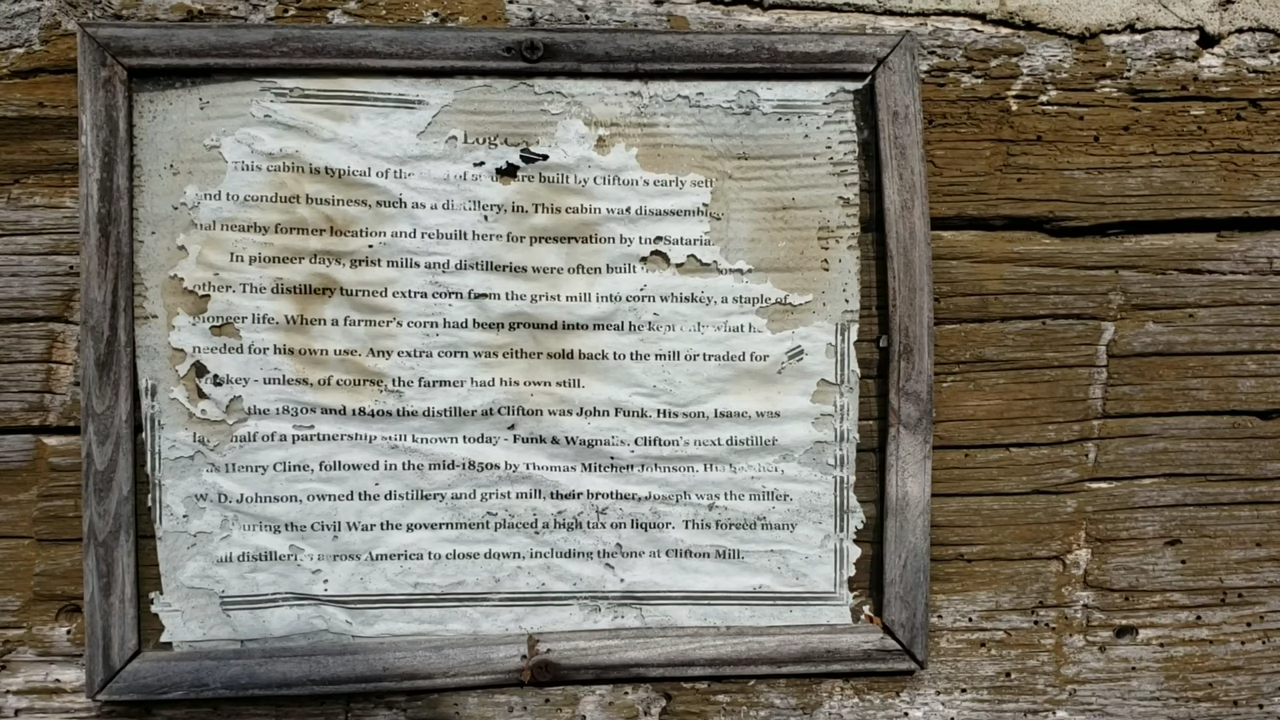 Log
This cabin is typical of the of built by Clifton's early
to conduct business, such as a distillery, in. This cabin was
nearby former location and rebuilt here for preservation by the Sataria.
In pioneer days, grist mills and distilleries were often built
other. The distillery turned extra corn from the grist mill into corn whiskey, a staple of
pioneer life. When a farmer's corn had been ground into meal he kept only what he
needed for his own use. Any extra corn was either sold back to the mill or traded for
whiskey - unless, of course, the farmer had his own still.
the 1830s and 1840s the distiller at Clifton was John Funk. His son, Isaac, was
half of a partnership still known today - Funk & Wagnalls. Clifton's next distiller
was Henry Cline, followed in the mid-1850s by Thomas Mitchell Johnson. His
W. D. Johnson, owned the distillery and grist mill, their brother, Joseph was the miller.
During the Civil War the government placed a high tax on liquor. This forced many
distilleries across America to close down, including the one at Clifton Mill.